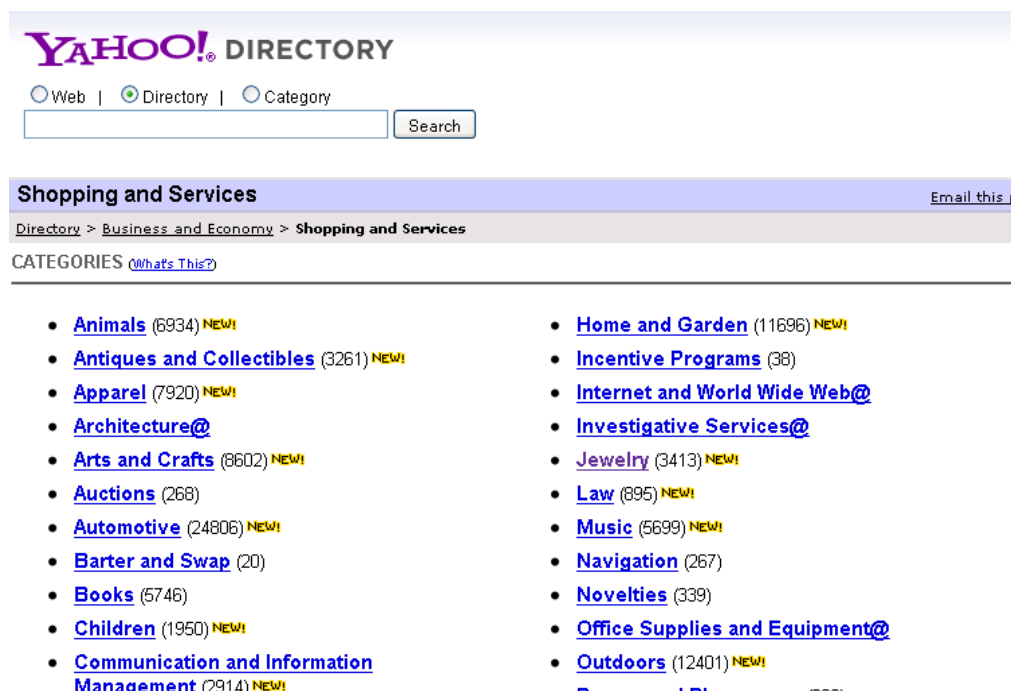 YAHOO!® DIRECTORY
Web | Directory | Category
Search
Shopping and Services
Email this
Directory > Business and Economy > Shopping and Services
CATEGORIES (What's This?)
Animals (6934) NEW!
Antiques and Collectibles (3261) NEW!
Apparel (7920) NEW!
Architecture@
Arts and Crafts (8602) NEW!
Auctions (268)
Automotive (24806) NEW!
Barter and Swap (20)
Books (5746)
Children (1950) NEW!
Communication and Information
Management (2914) NEW!
Home and Garden (11696) NEW!
Incentive Programs (38)
Internet and World Wide Web@
Investigative Services@
Jewelry (3413) NEW!
Law (895) NEW!
Music (5699) NEW!
Navigation (267)
Novelties (339)
Office Supplies and Equipment@
Outdoors (12401) NEW!